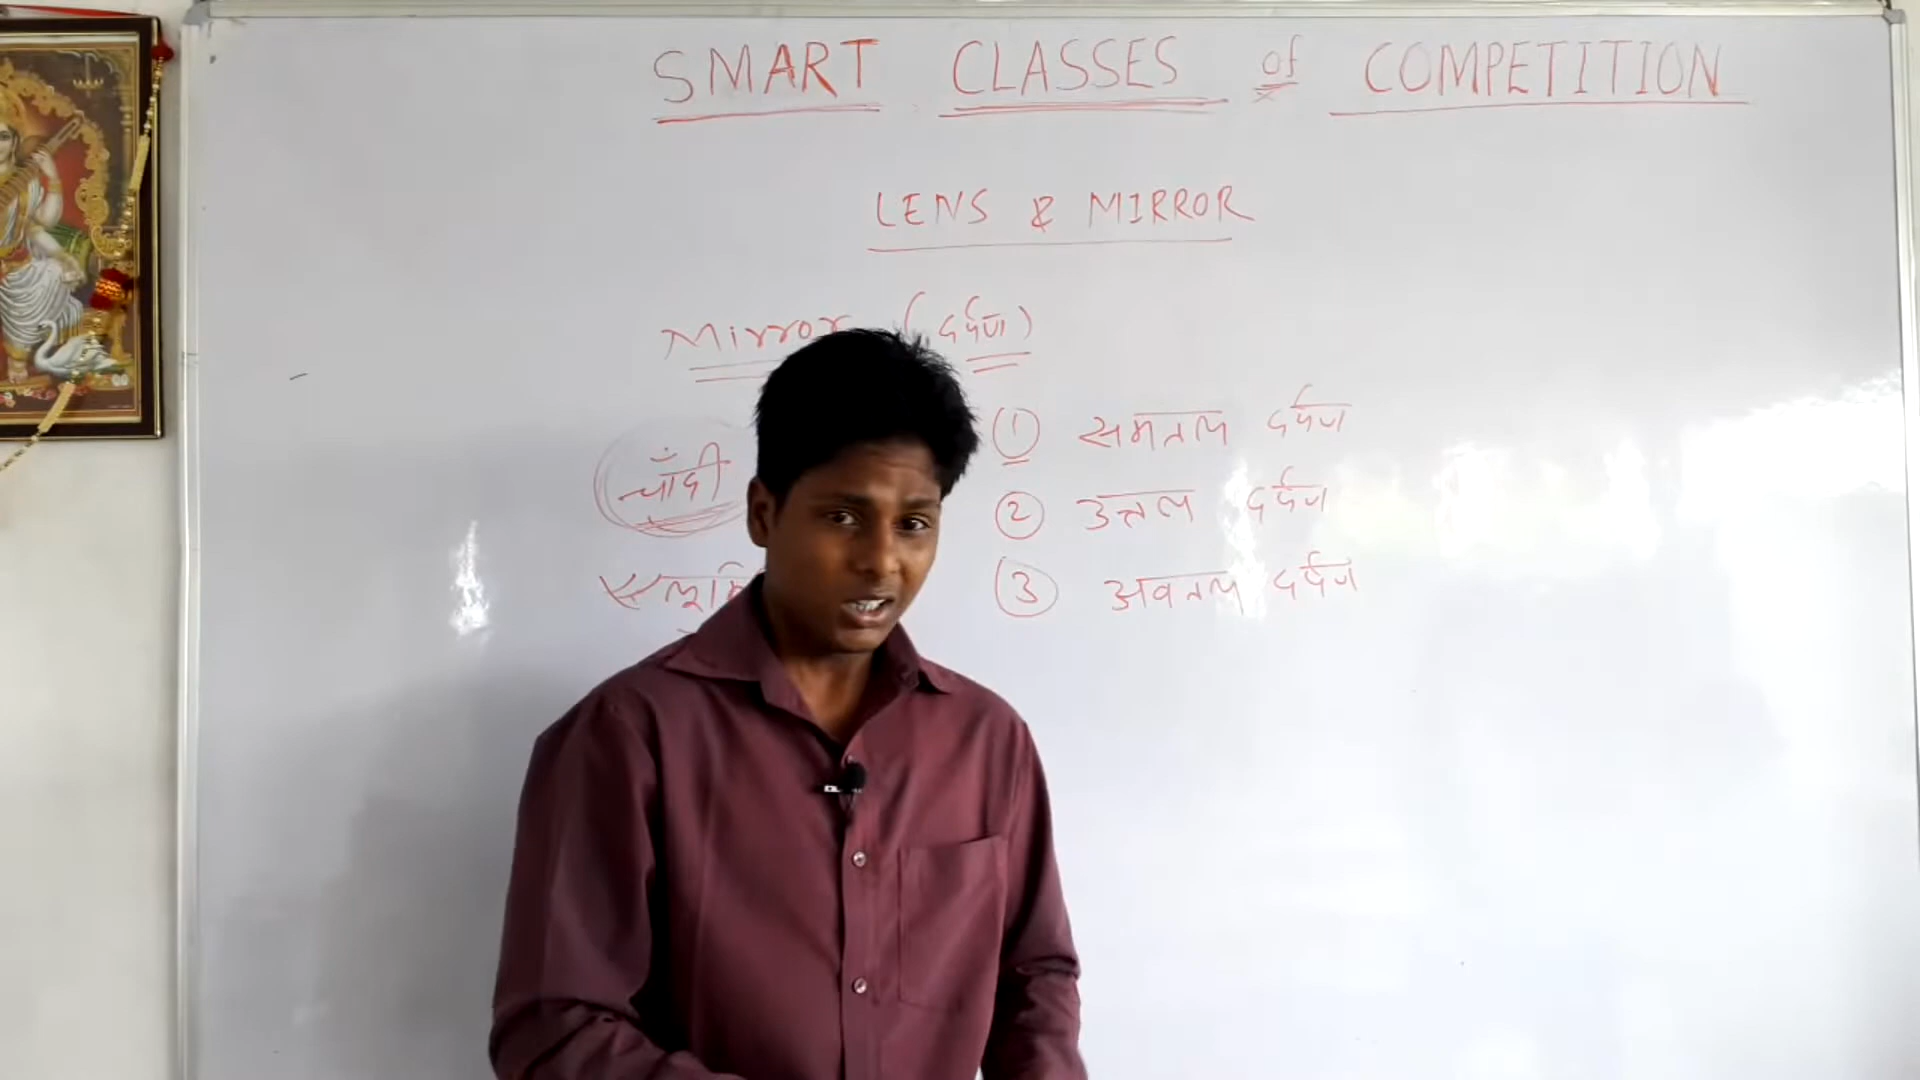 SMART CLASSES of COMPETITION
LENS & MIRROR
Mirror (दर्पण)
चाँदी
① समतल दर्पण
② उत्तल दर्पण
③ अवतल दर्पण